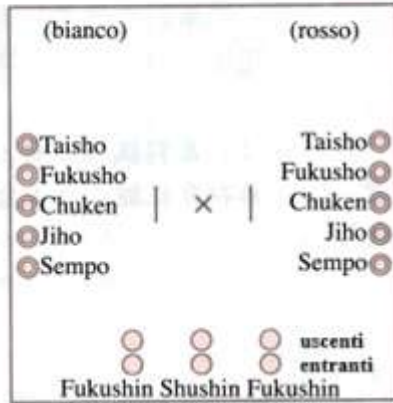 (bianco) (rosso)
Taisho Taisho
Fukusho Fukusho
Chuken Chuken
Jiho Jiho
Sempo Sempo
uscenti
entranti
Fukushin Shushin Fukushin